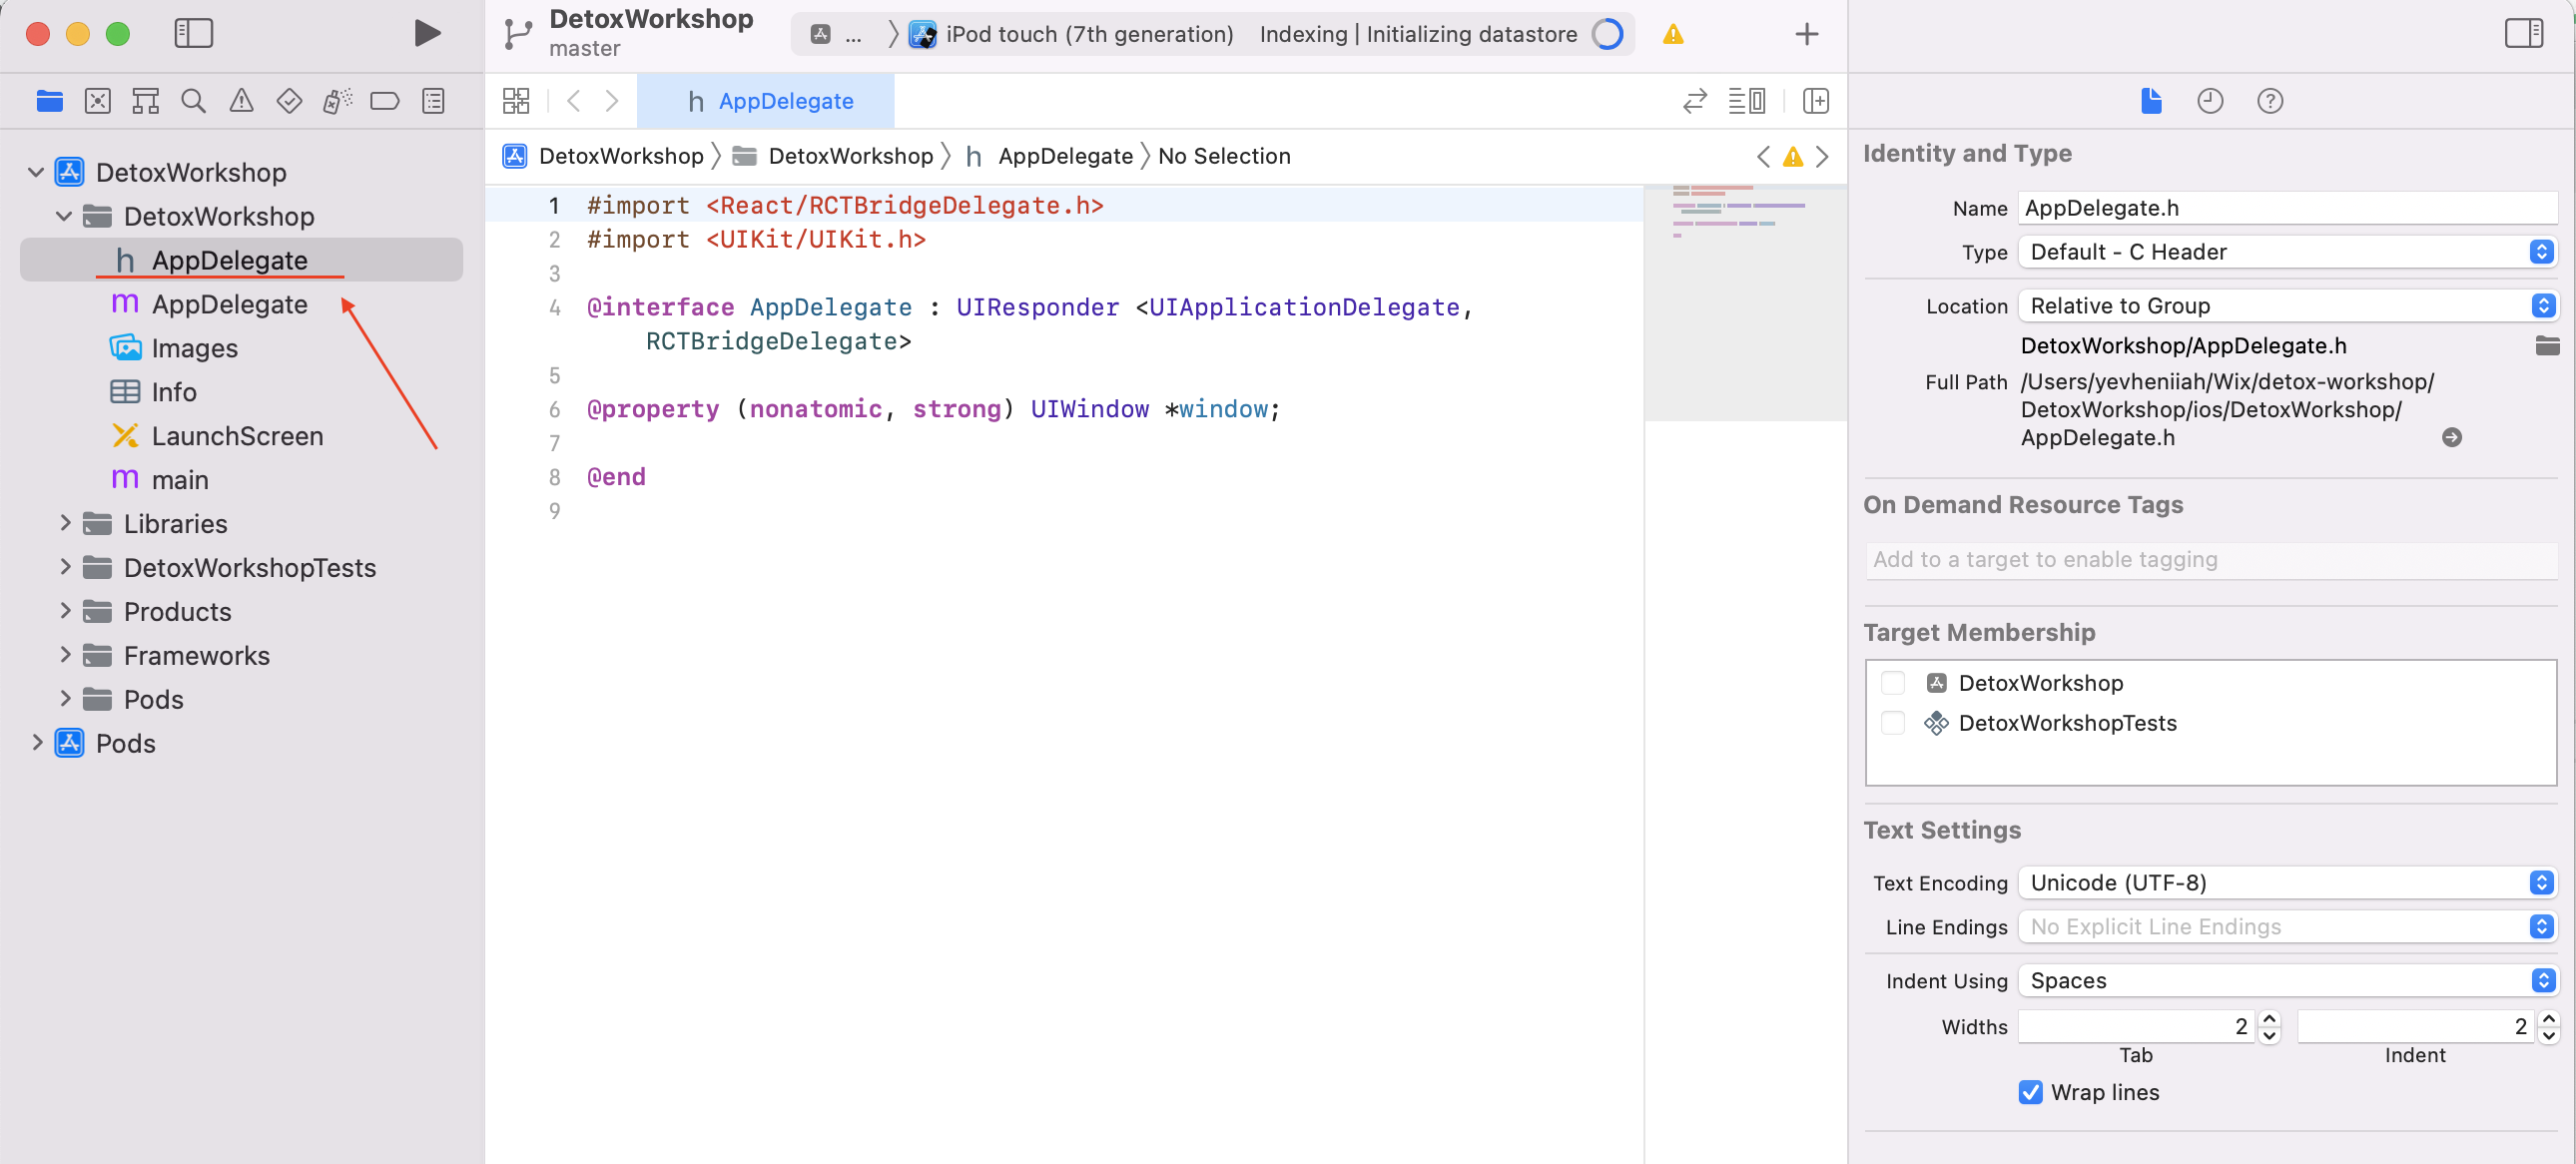 DetoxWorkshop
master
... iPod touch (7th generation) Indexing | Initializing datastore
h AppDelegate
DetoxWorkshop DetoxWorkshop h AppDelegate No Selection
DetoxWorkshop
DetoxWorkshop
h AppDelegate
m AppDelegate
Images
Info
LaunchScreen
m main
Libraries
DetoxWorkshopTests
Products
Frameworks
Pods
Pods
1 #import <React/RCTBridgeDelegate.h>
2 #import <UIKit/UIKit.h>
3
4 @interface AppDelegate : UIResponder <UIApplicationDelegate,
RCTBridgeDelegate>
5
6 @property (nonatomic, strong) UIWindow *window;
7
8 @end
9
Identity and Type
Name AppDelegate.h
Type Default - C Header
Location Relative to Group
DetoxWorkshop/AppDelegate.h
Full Path /Users/yevheniiah/Wix/detox-workshop/
DetoxWorkshop/ios/DetoxWorkshop/
AppDelegate.h
On Demand Resource Tags
Add to a target to enable tagging
Target Membership
DetoxWorkshop
DetoxWorkshopTests
Text Settings
Text Encoding Unicode (UTF-8)
Line Endings No Explicit Line Endings
Indent Using Spaces
Widths 2 2
Tab Indent
Wrap lines